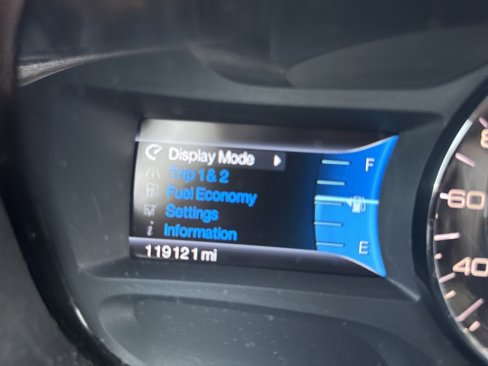 Display Mode
F
Trip 1 & 2
Fuel Economy
Settings
Information
E
119121 mi
60
40